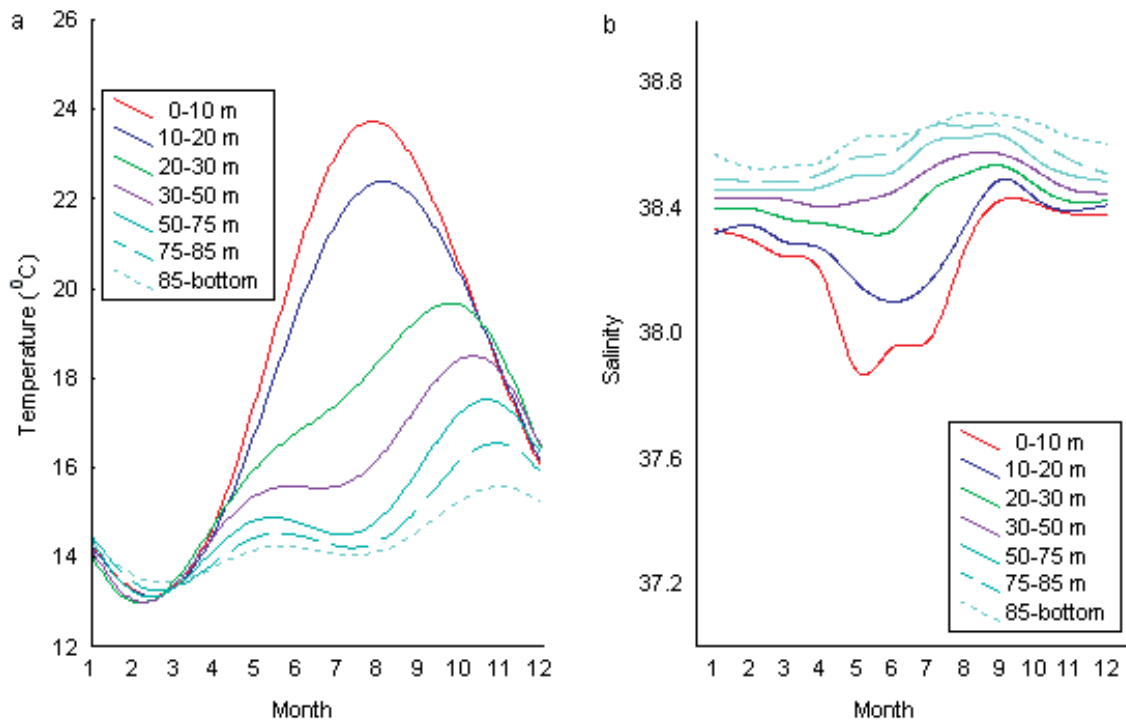 a
26
24
22
20
18
16
14
12
Temperature (⁰C)
0-10 m
10-20 m
20-30 m
30-50 m
50-75 m
75-85 m
85-bottom
1 2 3 4 5 6 7 8 9 10 11 12
Month
b
38.8
38.4
38.0
37.6
37.2
Salinity
0-10 m
10-20 m
20-30 m
30-50 m
50-75 m
75-85 m
85-bottom
1 2 3 4 5 6 7 8 9 10 11 12
Month